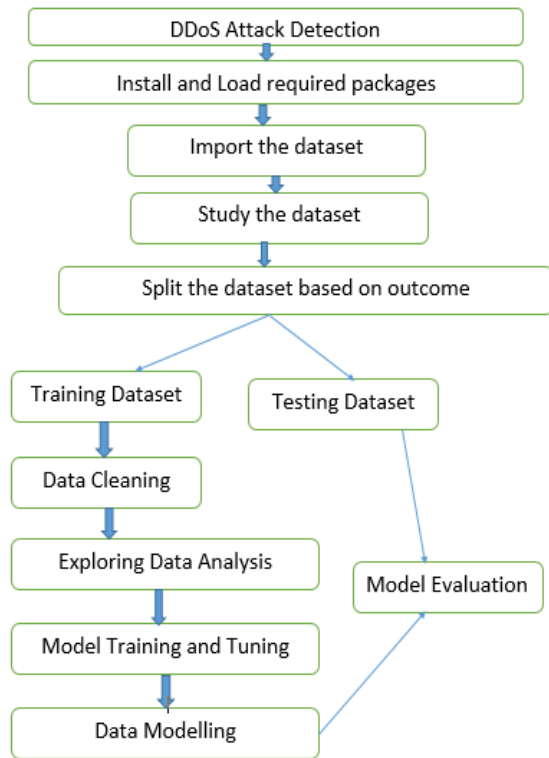 DDoS Attack Detection
Install and Load required packages
Import the dataset
Study the dataset
Split the dataset based on outcome
Training Dataset
Testing Dataset
Data Cleaning
Exploring Data Analysis
Model Evaluation
Model Training and Tuning
Data Modelling